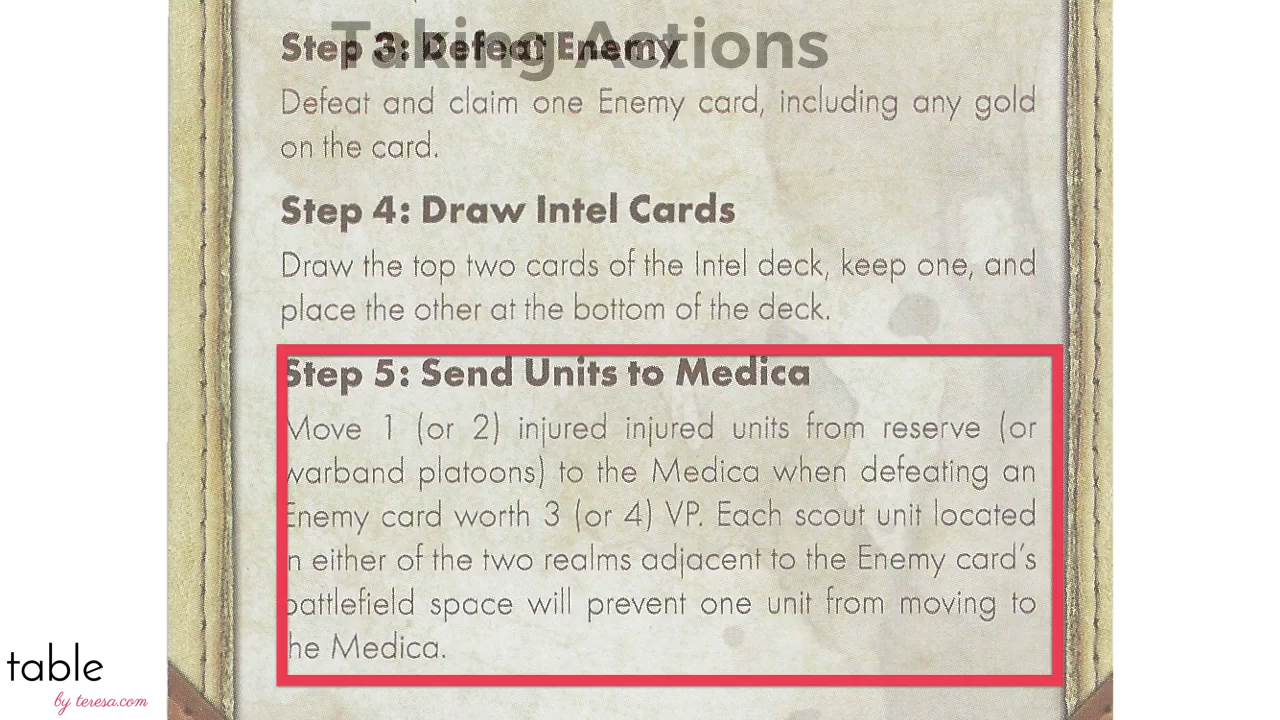 Taking Actions
Step 3: Defeat Enemy
Defeat and claim one Enemy card, including any gold
on the card.
Step 4: Draw Intel Cards
Draw the top two cards of the Intel deck, keep one, and
place the other at the bottom of the deck.
Step 5: Send Units to Medica
Move 1 (or 2) injured injured units from reserve (or
warband platoons) to the Medica when defeating an
Enemy card worth 3 (or 4) VP. Each scout unit located
in either of the two realms adjacent to the Enemy card's
battlefield space will prevent one unit from moving to
the Medica.
table
by teresa.com